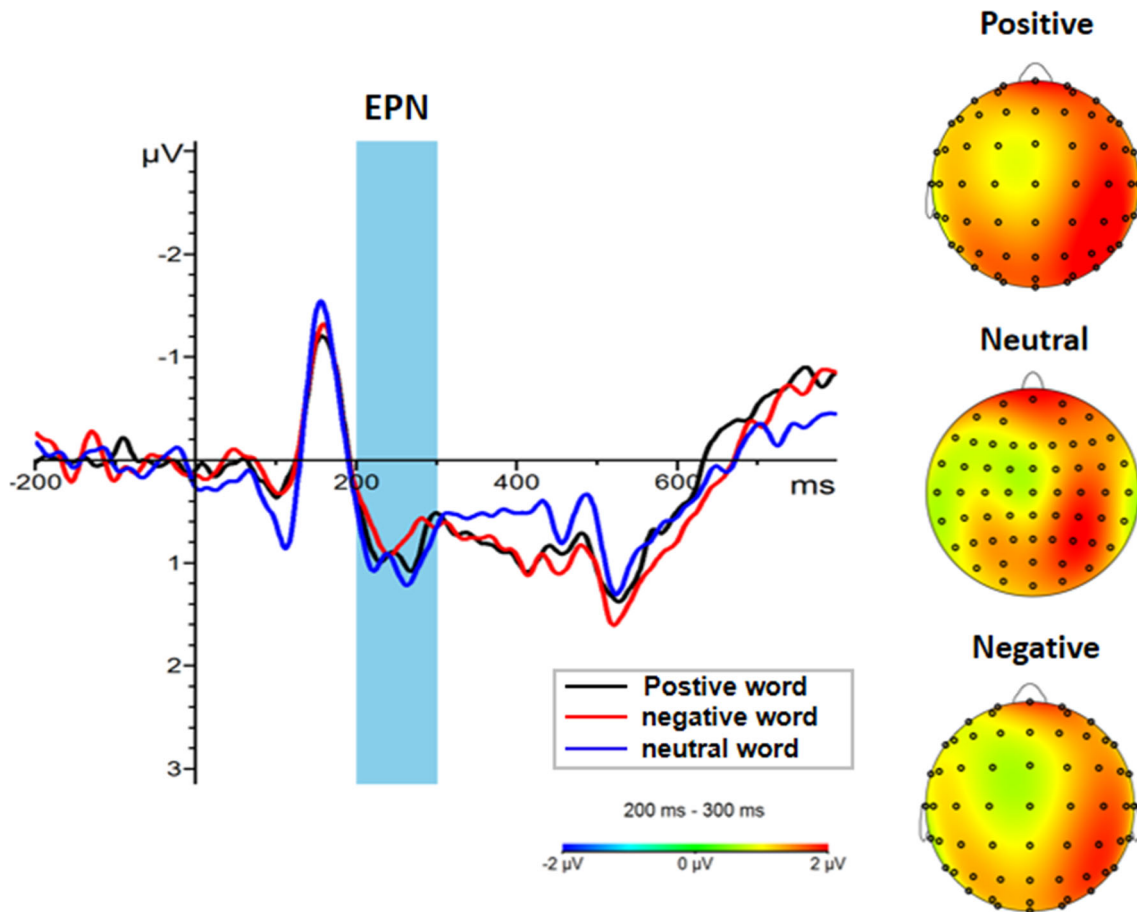 Positive
EPN
µV
-2
-1
-200
200
400
600
ms
1
2
3
Neutral
Negative
Postive word
negative word
neutral word
200 ms - 300 ms
-2 µV
0 µV
2 µV